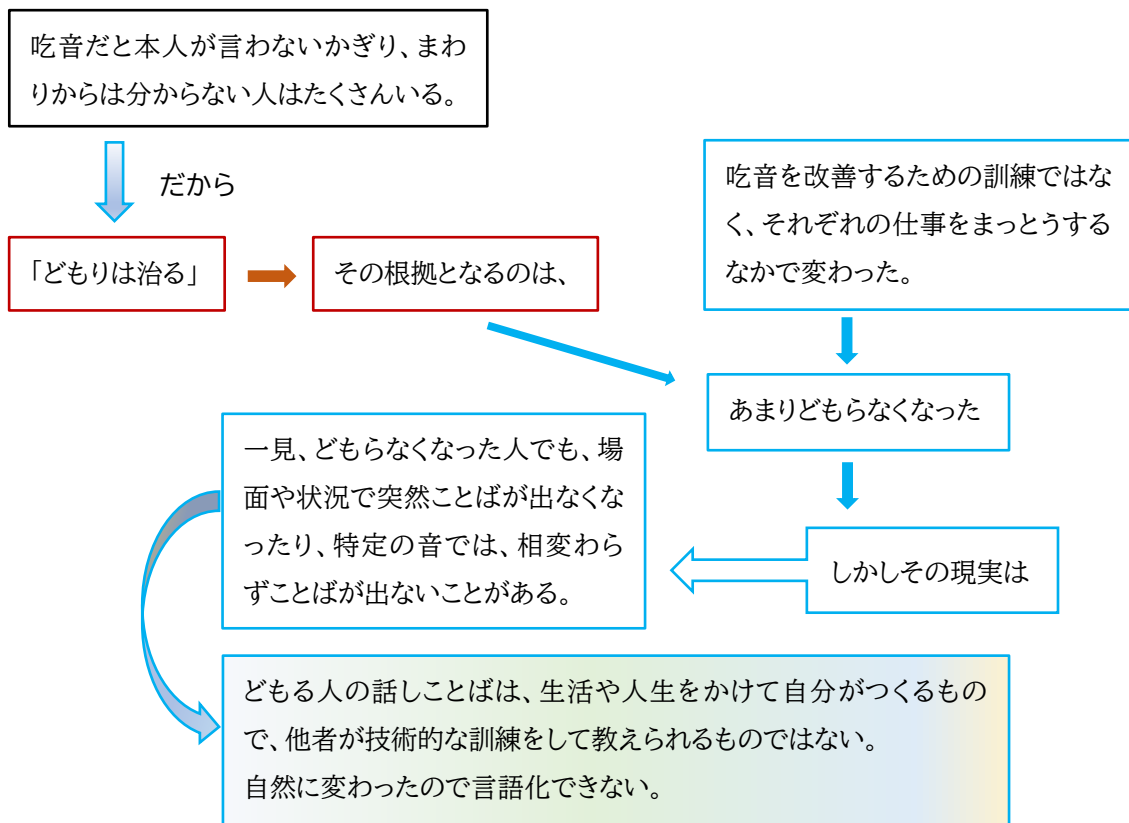 吃音だと本人が言わないかぎり、まわ
りからは分からない人はたくさんいる。
だから
「どもりは治る」
その根拠となるのは、
吃音を改善するための訓練ではな
く、それぞれの仕事をまっとうする
なかで変わった。
あまりどもらなくなった
しかしその現実は
一見、どもらなくなった人でも、場
面や状況で突然ことばが出なくな
ったり、特定の音では、相変わら
ずことばが出ないことがある。
どもる人の話しことばは、生活や人生をかけて自分がつくるもの
で、他者が技術的な訓練をして教えられるものではない。
自然に変わったので言語化できない。